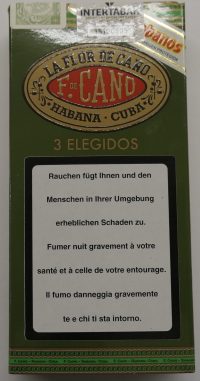 INTERTABAK
LA FLOR DE CANO
F. DE CANO
HABANA · CUBA
3 ELEGIDOS
Rauchen fügt Ihnen und den
Menschen in Ihrer Umgebung
erheblichen Schaden zu.
Fumer nuit gravement à votre
santé et à celle de votre entourage.
Il fumo danneggia gravemente
te e chi ti sta intorno.